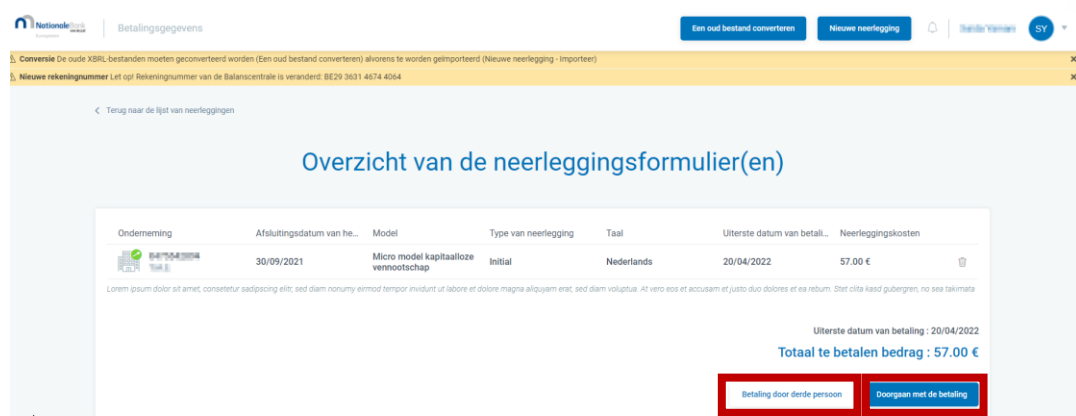 NationaleBank
Betalingsgegevens
Een oud bestand converteren
Nieuwe neerlegging
SY
Conversie De oude XBRL-bestanden moeten geconverteerd worden (Een oud bestand converteren) alvorens te worden geïmporteerd (Nieuwe neerlegging - Importeer)
Nieuwe rekeningnummer Let op! Rekeningnummer van de Balanscentrale is veranderd: BE29 3631 4674 4064
Terug naar de lijst van neerleggingen
Overzicht van de neerleggingsformulier(en)
Onderneming Afsluitingsdatum van he... Model Type van neerlegging Taal Uiterste datum van betali... Neerleggingskosten
30/09/2021 Micro model kapitaalloze vennootschap Initial Nederlands 20/04/2022 57.00 €
Lorem ipsum dolor sit amet, consetetur sadipscing elitr, sed diam nonumy eirmod tempor invidunt ut labore et dolore magna aliquyam erat, sed diam voluptua. At vero eos et accusam et justo duo dolores et ea rebum. Stet clita kasd gubergren, no sea takimata
Uiterste datum van betaling : 20/04/2022
Totaal te betalen bedrag : 57.00 €
Betaling door derde persoon
Doorgaan met de betaling